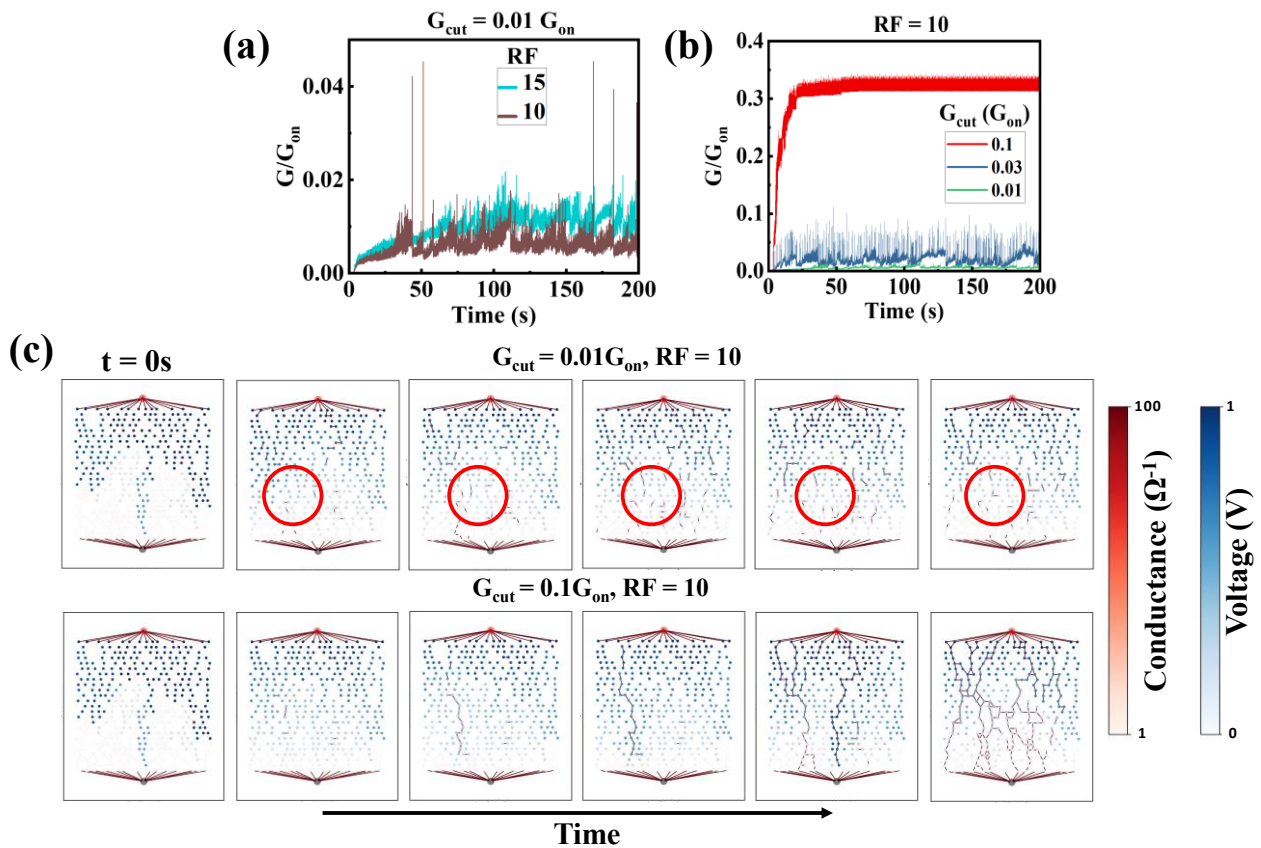 (a)
G_cut = 0.01 G_on
RF
15
10
G/G_on
0.04
0.02
0.00
0 50 100 150 200
Time (s)
(b)
RF = 10
G_cut (G_on)
0.1
0.03
0.01
G/G_on
0.4
0.3
0.2
0.1
0.0
0 50 100 150 200
Time (s)
(c)
t = 0s
G_cut = 0.01G_on, RF = 10
G_cut = 0.1G_on, RF = 10
Time
100
1
Conductance (Ω⁻¹)
1
0
Voltage (V)